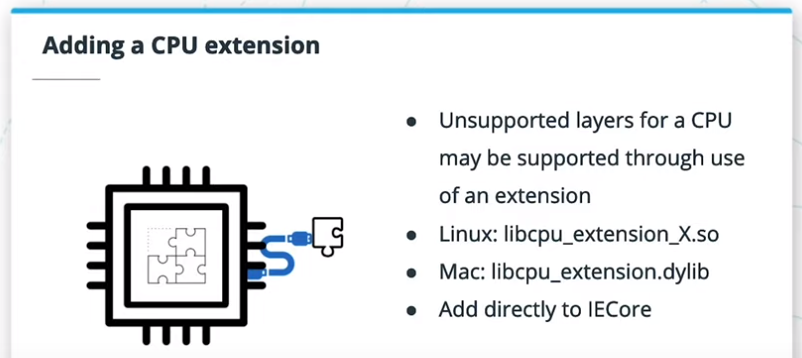 Adding a CPU extension
● Unsupported layers for a CPU
may be supported through use
of an extension
● Linux: libcpu_extension_X.so
● Mac: libcpu_extension.dylib
● Add directly to IECore